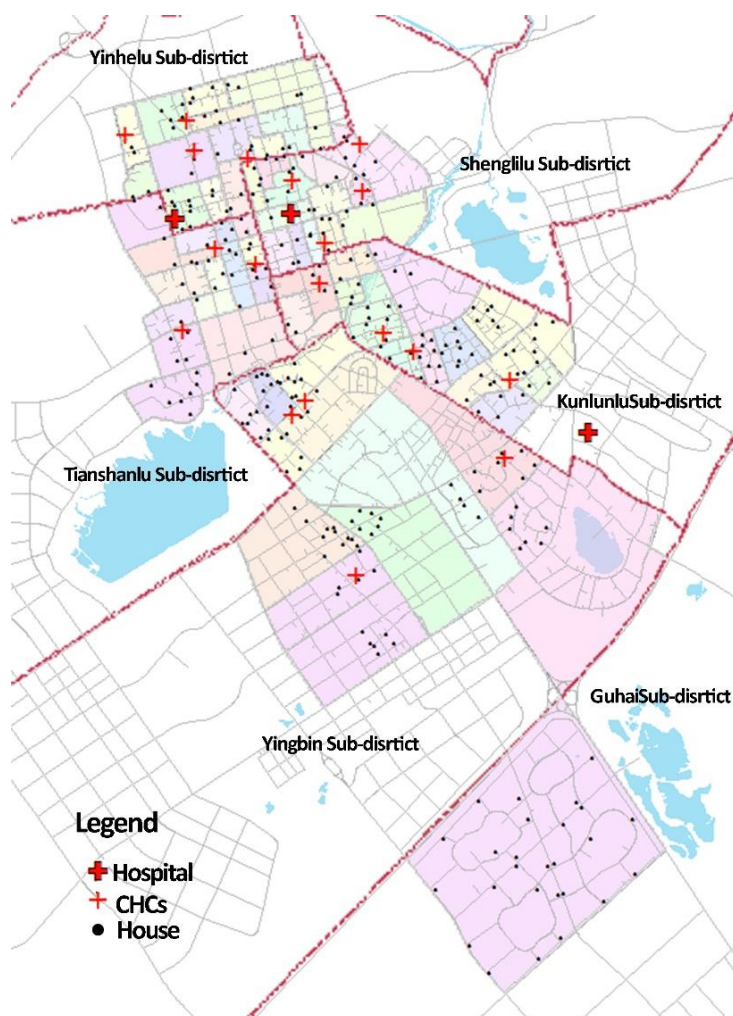 Yinhelu Sub-disrtict
Shenglilu Sub-disrtict
KunlunluSub-disrtict
Tianshanlu Sub-disrtict
GuhaiSub-disrtict
Yingbin Sub-disrtict
Legend
Hospital
CHCs
House